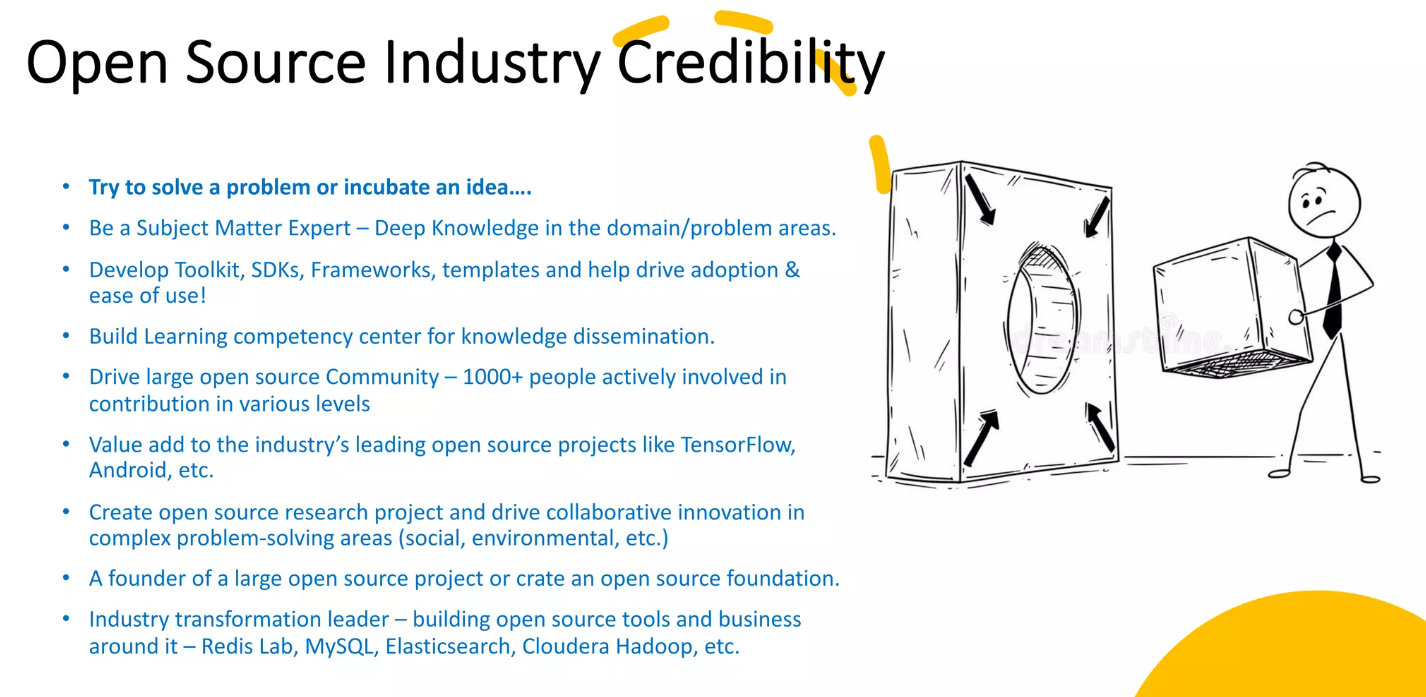 Open Source Industry Credibility
• Try to solve a problem or incubate an idea….
• Be a Subject Matter Expert – Deep Knowledge in the domain/problem areas.
• Develop Toolkit, SDKs, Frameworks, templates and help drive adoption &
ease of use!
• Build Learning competency center for knowledge dissemination.
• Drive large open source Community – 1000+ people actively involved in
contribution in various levels
• Value add to the industry’s leading open source projects like TensorFlow,
Android, etc.
• Create open source research project and drive collaborative innovation in
complex problem-solving areas (social, environmental, etc.)
• A founder of a large open source project or crate an open source foundation.
• Industry transformation leader – building open source tools and business
around it – Redis Lab, MySQL, Elasticsearch, Cloudera Hadoop, etc.
dreamstime.